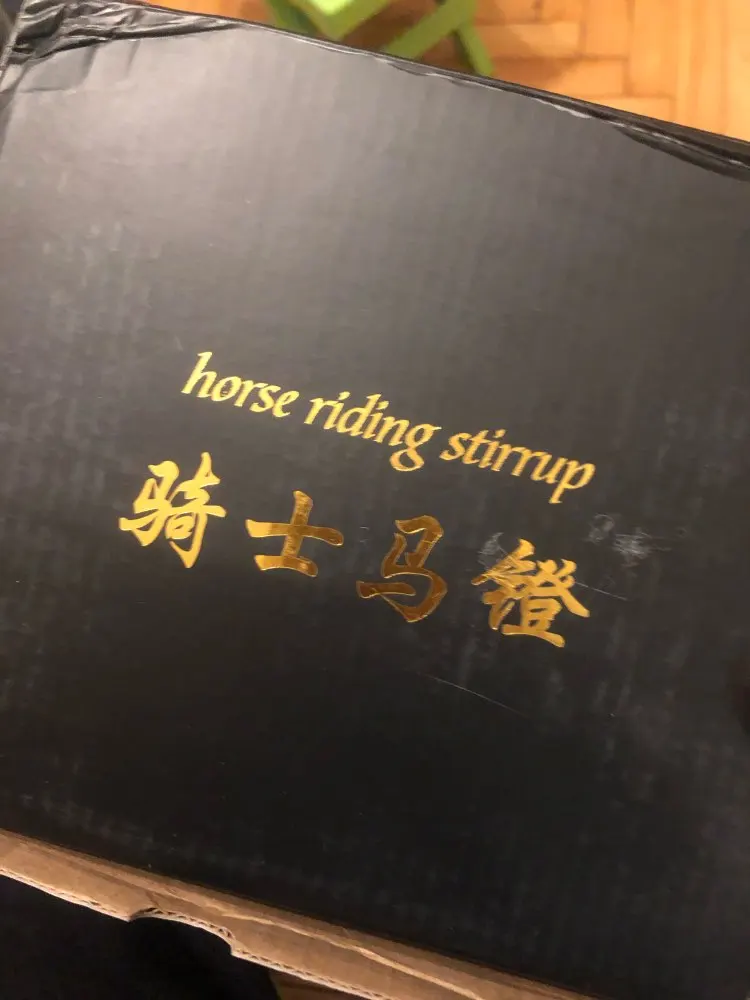 horse riding stirrup
骑士马镫